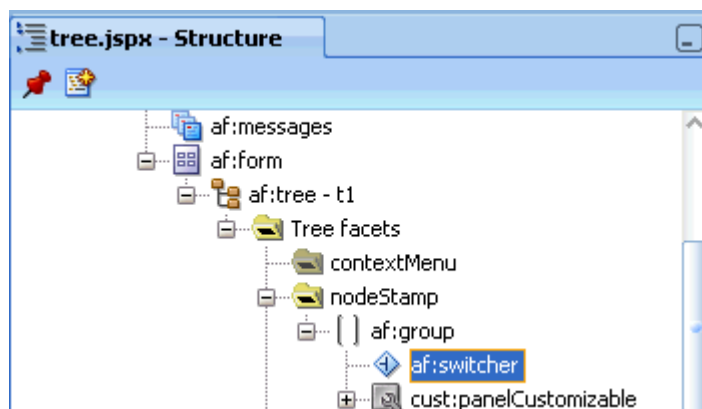 tree.jspx - Structure
af:messages
af:form
af:tree - t1
Tree facets
contextMenu
nodeStamp
af:group
af:switcher
cust:panelCustomizable